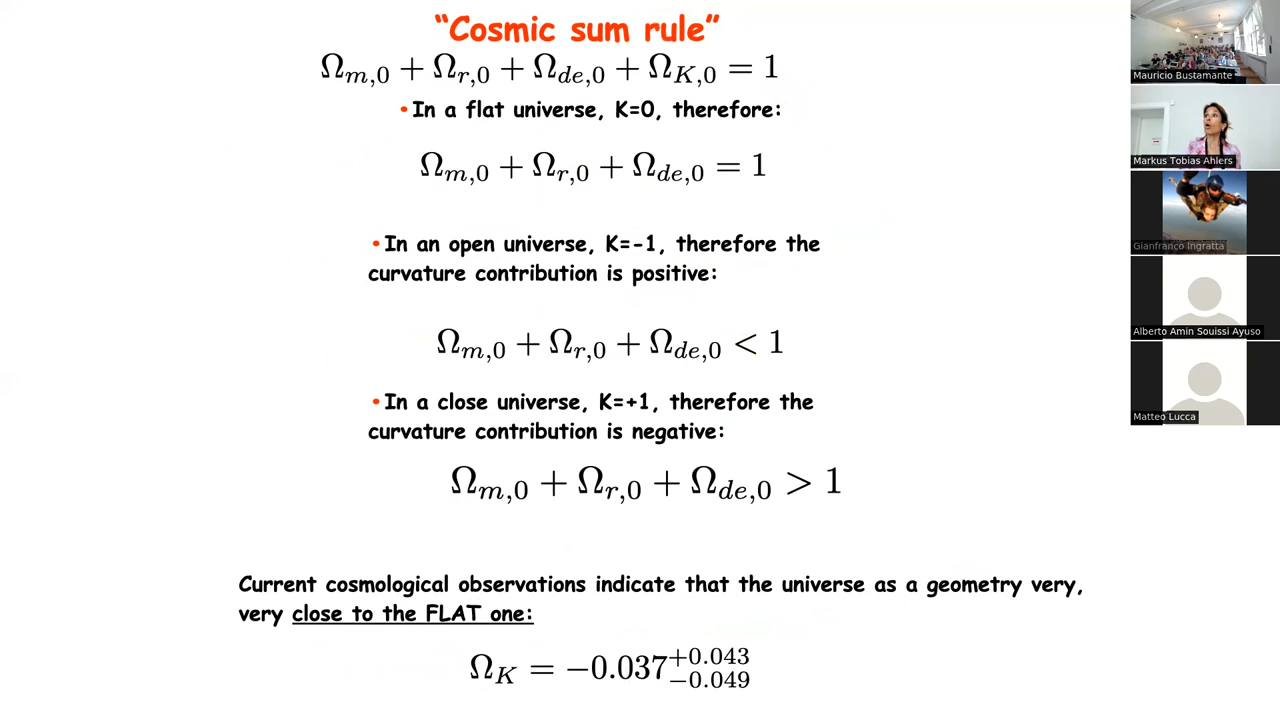 “Cosmic sum rule”
Ω_{m,0} + Ω_{r,0} + Ω_{de,0} + Ω_{K,0} = 1
•In a flat universe, K=0, therefore:
Ω_{m,0} + Ω_{r,0} + Ω_{de,0} = 1
•In an open universe, K=-1, therefore the
curvature contribution is positive:
Ω_{m,0} + Ω_{r,0} + Ω_{de,0} < 1
•In a close universe, K=+1, therefore the
curvature contribution is negative:
Ω_{m,0} + Ω_{r,0} + Ω_{de,0} > 1
Current cosmological observations indicate that the universe as a geometry very,
very close to the FLAT one:
Ω_K = −0.037^{+0.043}_{−0.049}
Mauricio Bustamante
Markus Tobias Ahlers
Gianfranco Ingratta
Alberto Amin Souissi Ayuso
Matteo Lucca